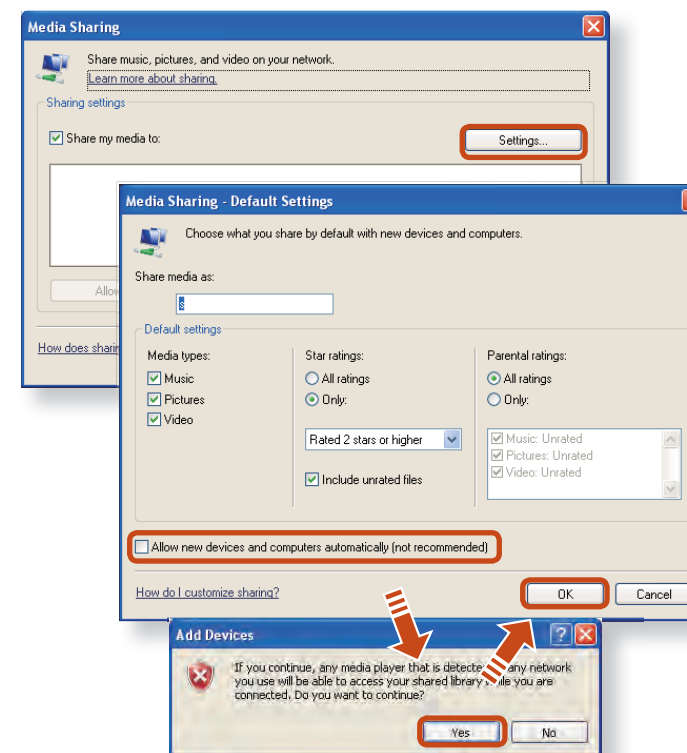 Media Sharing
Share music, pictures, and video on your network.
Learn more about sharing.
Sharing settings
Share my media to:
Settings...
How does
Media Sharing - Default Settings
Choose what you share by default with new devices and computers.
Share media as:
s
Default settings
Media types:
Music
Pictures
Video
Star ratings:
All ratings
Only:
Rated 2 stars or higher
Include unrated files
Parental ratings:
All ratings
Only:
Music: Unrated
Pictures: Unrated
Video: Unrated
Allow new devices and computers automatically (not recommended)
How do I customize sharing?
OK
Cancel
Add Devices
If you continue, any media player that is any network
you use will be able to access your shared library you are
connected. Do you want to continue?
Yes
No